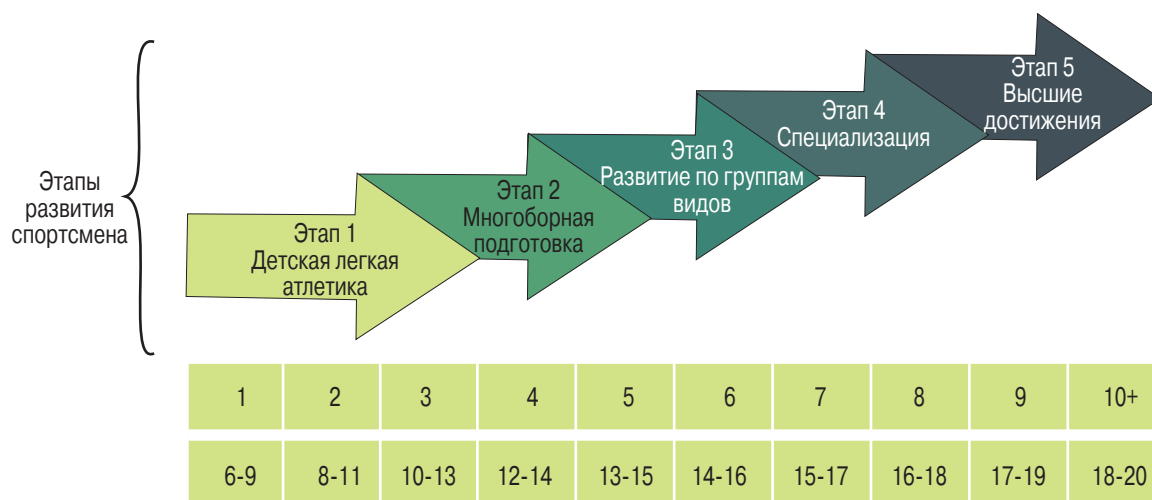 Этапы
развития
спортсмена
Этап 1
Детская легкая
атлетика
Этап 2
Многоборная
подготовка
Этап 3
Развитие по группам
видов
Этап 4
Специализация
Этап 5
Высшие
достижения
1 2 3 4 5 6 7 8 9 10+
6-9 8-11 10-13 12-14 13-15 14-16 15-17 16-18 17-19 18-20